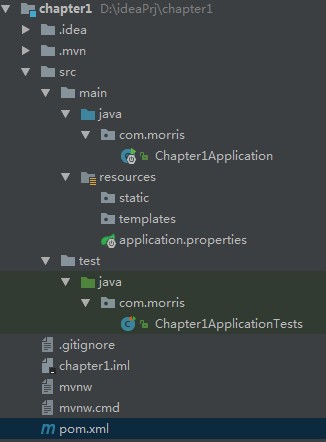 chapter1 D:\ideaPrj\chapter1
.idea
.mvn
src
main
java
com.morris
Chapter1Application
resources
static
templates
application.properties
test
java
com.morris
Chapter1ApplicationTests
.gitignore
chapter1.iml
mvnw
mvnw.cmd
pom.xml